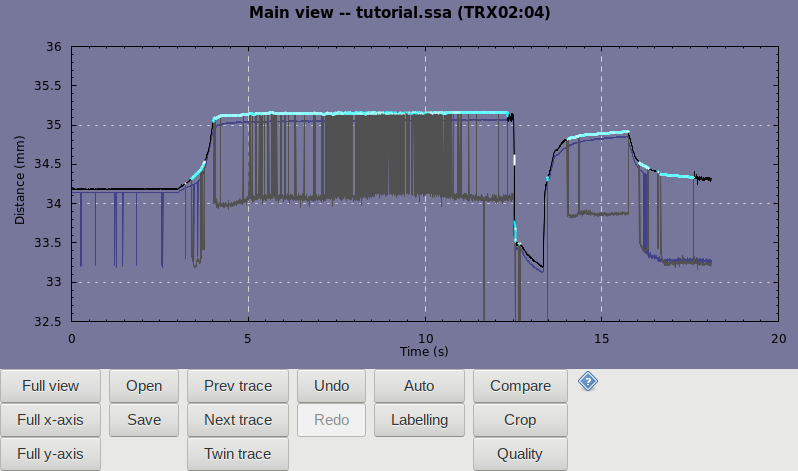 Main view -- tutorial.ssa (TRX02:04)
36
35.5
35
34.5
34
33.5
33
32.5
Distance (mm)
0 5 10 15 20
Time (s)
Full view Open Prev trace Undo Auto Compare ?
Full x-axis Save Next trace Redo Labelling Crop
Full y-axis Twin trace Quality